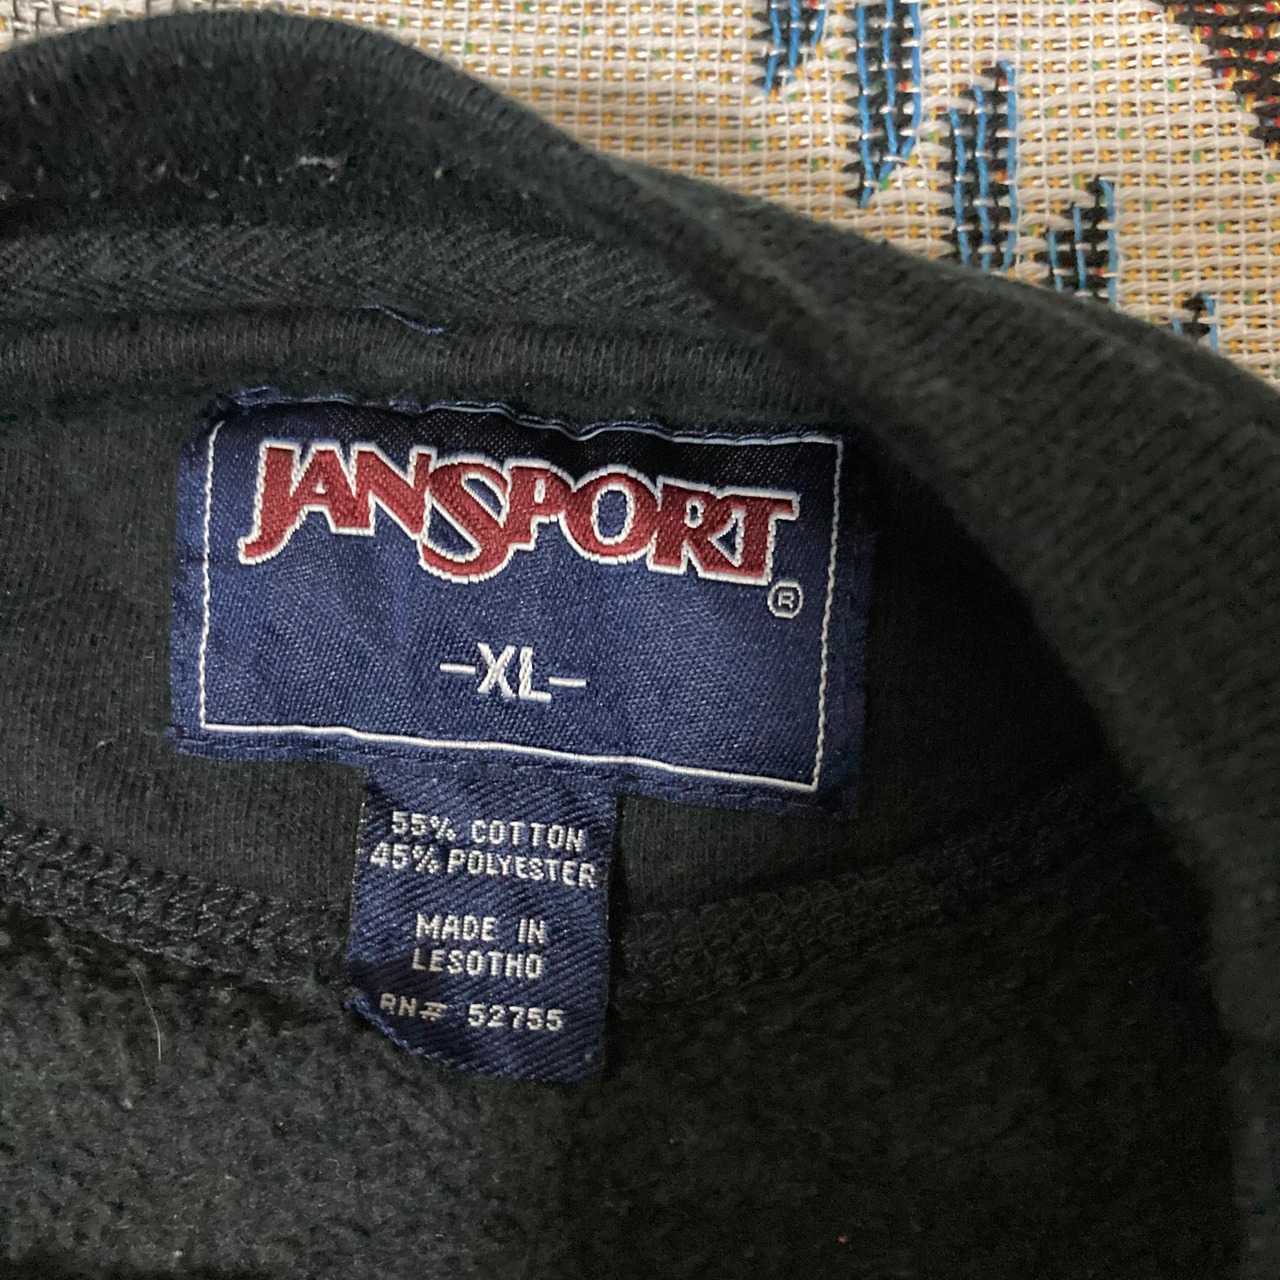 JANSPORT
®
-XL-
55% COTTON
45% POLYESTER
MADE IN
LESOTHO
RN# 52755